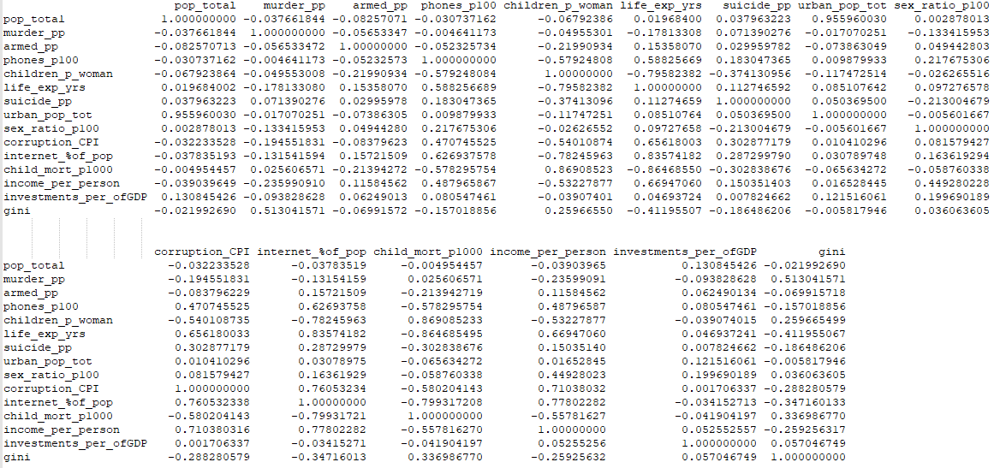 pop_total murder_pp armed_pp phones_p100 children_p_woman life_exp_yrs suicide_pp urban_pop_tot sex_ratio_p100
pop_total 1.000000000 -0.037661844 -0.08257071 -0.030737162 -0.06792386 0.01968400 0.037963223 0.955960030 0.002878013
murder_pp -0.037661844 1.000000000 -0.05653347 -0.004641173 -0.04955301 -0.17813308 0.071390276 -0.017070251 -0.133415953
armed_pp -0.082570713 -0.056533472 1.00000000 -0.052325734 -0.21990934 0.15358070 0.029959782 -0.073863049 0.049442803
phones_p100 -0.030737162 -0.004641173 -0.05232573 1.000000000 -0.57924808 0.58825669 0.183047365 0.009879933 0.217675306
children_p_woman -0.067923864 -0.049553008 -0.21990934 -0.579248084 1.00000000 -0.79582382 -0.374130956 -0.117472514 -0.026265516
life_exp_yrs 0.019684002 -0.178133080 0.15358070 0.588256689 -0.79582382 1.00000000 0.112746592 0.085107642 0.097276578
suicide_pp 0.037963223 0.071390276 0.02995978 0.183047365 -0.37413096 0.11274659 1.000000000 0.050369500 -0.213004679
urban_pop_tot 0.955960030 -0.017070251 -0.07386305 0.009879933 -0.11747251 0.08510764 0.050369500 1.000000000 -0.005601667
sex_ratio_p100 0.002878013 -0.133415953 0.04944280 0.217675306 -0.02626552 0.09727658 -0.213004679 -0.005601667 1.000000000
corruption_CPI -0.032233528 -0.194551831 -0.08379623 0.470745525 -0.54010874 0.65618003 0.302877179 0.010410296 0.081579427
internet_%of_pop -0.037835193 -0.131541594 0.15721509 0.626937578 -0.78245963 0.83574182 0.287299790 0.030789748 0.163619294
child_mort_p1000 -0.004954457 0.025606571 -0.21394272 -0.578295754 0.86908523 -0.86468550 -0.302838676 -0.065634272 -0.058760338
income_per_person -0.039039649 -0.235990910 0.11584562 0.487965867 -0.53227877 0.66947060 0.150351403 0.016528445 0.449280228
investments_per_ofGDP 0.130845426 -0.093828628 0.06249013 0.080547461 -0.03907401 0.04693724 0.007824662 0.121516061 0.199690189
gini -0.021992690 0.513041571 -0.06991572 -0.157018856 0.25966550 -0.41195507 -0.186486206 -0.005817946 0.036063605
corruption_CPI internet_%of_pop child_mort_p1000 income_per_person investments_per_ofGDP gini
pop_total -0.032233528 -0.03783519 -0.004954457 -0.03903965 0.130845426 -0.021992690
murder_pp -0.194551831 -0.13154159 0.025606571 -0.23599091 -0.093828628 0.513041571
armed_pp -0.083796229 0.15721509 -0.213942719 0.11584562 0.062490134 -0.069915718
phones_p100 0.470745525 0.62693758 -0.578295754 0.48796587 0.080547461 -0.157018856
children_p_woman -0.540108735 -0.78245963 0.869085233 -0.53227877 -0.039074015 0.259665499
life_exp_yrs 0.656180033 0.83574182 -0.864685495 0.66947060 0.046937241 -0.411955067
suicide_pp 0.302877179 0.28729979 -0.302838676 0.15035140 0.007824662 -0.186486206
urban_pop_tot 0.010410296 0.03078975 -0.065634272 0.01652845 0.121516061 -0.005817946
sex_ratio_p100 0.081579427 0.16361929 -0.058760338 0.44928023 0.199690189 0.036063605
corruption_CPI 1.000000000 0.76053234 -0.580204143 0.71038032 0.001706337 -0.288280579
internet_%of_pop 0.760532338 1.00000000 -0.799317208 0.77802282 -0.034152713 -0.347160133
child_mort_p1000 -0.580204143 -0.79931721 1.000000000 -0.55781627 -0.041904197 0.336986770
income_per_person 0.710380316 0.77802282 -0.557816270 1.00000000 0.052552557 -0.259256317
investments_per_ofGDP 0.001706337 -0.03415271 -0.041904197 0.05255256 1.000000000 0.057046749
gini -0.288280579 -0.34716013 0.336986770 -0.25925632 0.057046749 1.000000000